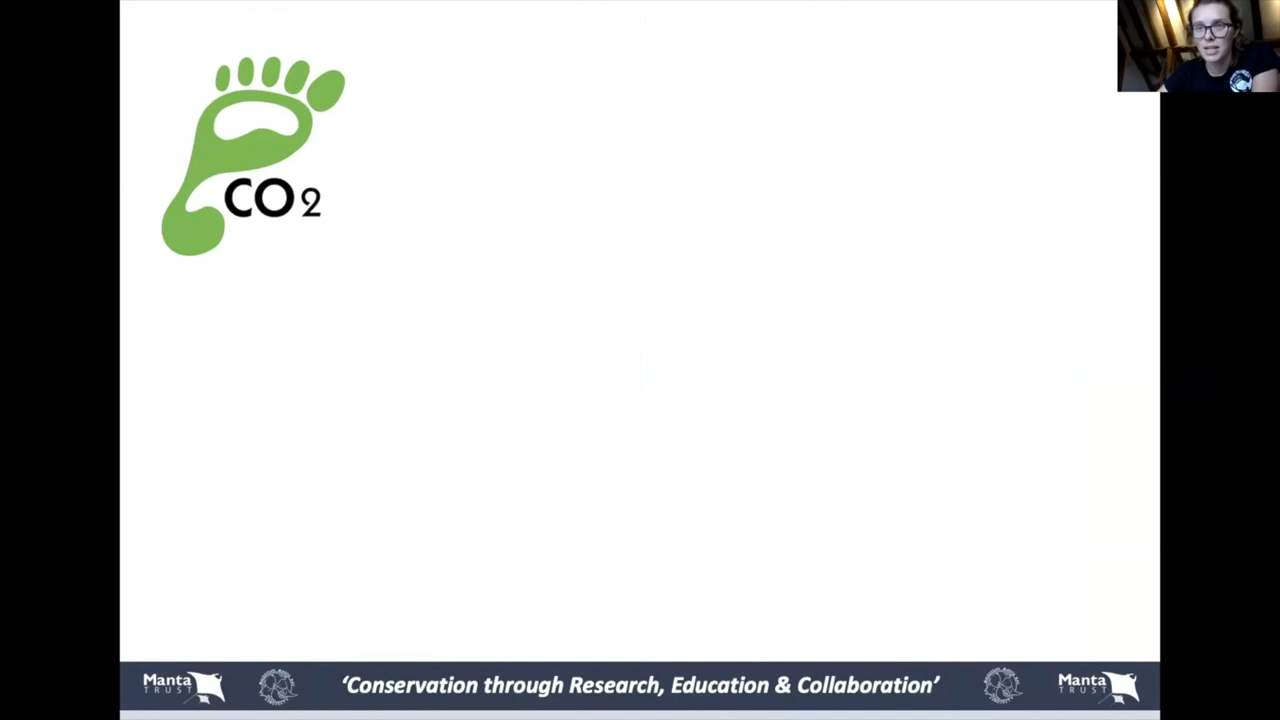 CO2
Manta
TRUST
‘Conservation through Research, Education & Collaboration’
Manta
TRUST